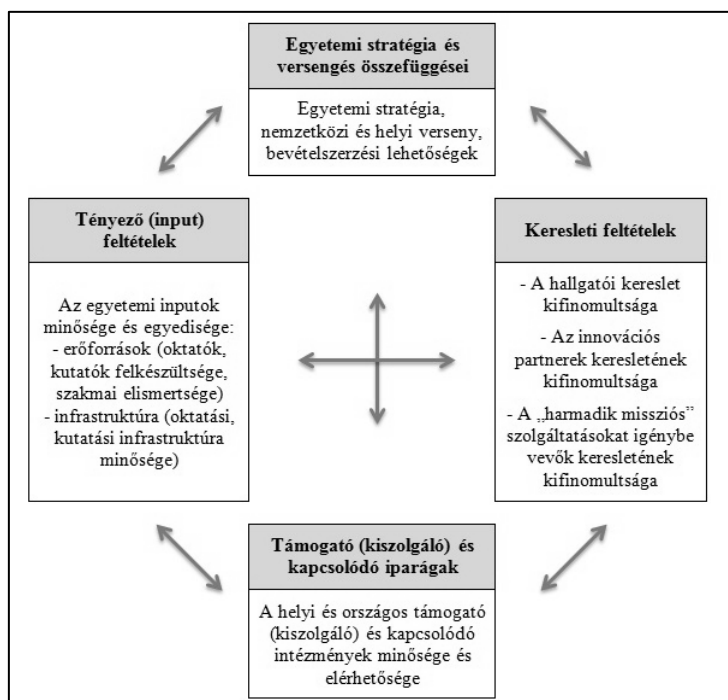 Egyetemi stratégia és
versengés összefüggései
Egyetemi stratégia,
nemzetközi és helyi verseny,
bevételszerzési lehetőségek
Tényező (input)
feltételek
Az egyetemi inputok
minősége és egyedisége:
- erőforrások (oktatók,
kutatók felkészültsége,
szakmai elismertsége)
- infrastruktúra (oktatási,
kutatási infrastruktúra
minősége)
Keresleti feltételek
- A hallgatói kereslet
kifinomultsága
- Az innovációs
partnerek keresletének
kifinomultsága
- A „harmadik missziós”
szolgáltatásokat igénybe
vevők keresletének
kifinomultsága
Támogató (kiszolgáló) és
kapcsolódó iparágak
A helyi és országos támogató
(kiszolgáló) és kapcsolódó
intézmények minősége és
elérhetősége